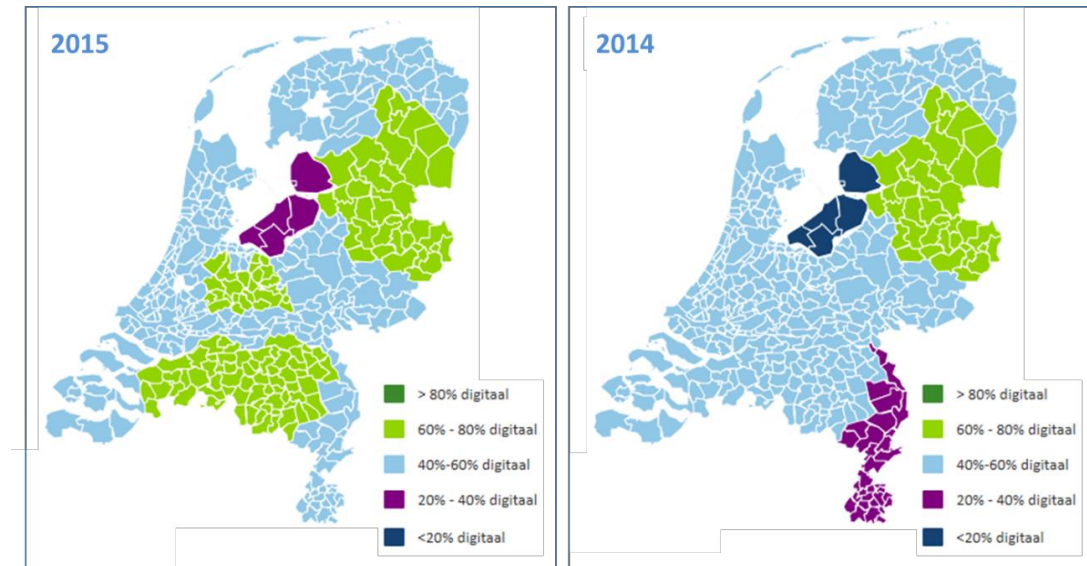 2015
> 80% digitaal
60% - 80% digitaal
40%-60% digitaal
20% - 40% digitaal
<20% digitaal
2014
> 80% digitaal
60% - 80% digitaal
40%-60% digitaal
20% - 40% digitaal
<20% digitaal